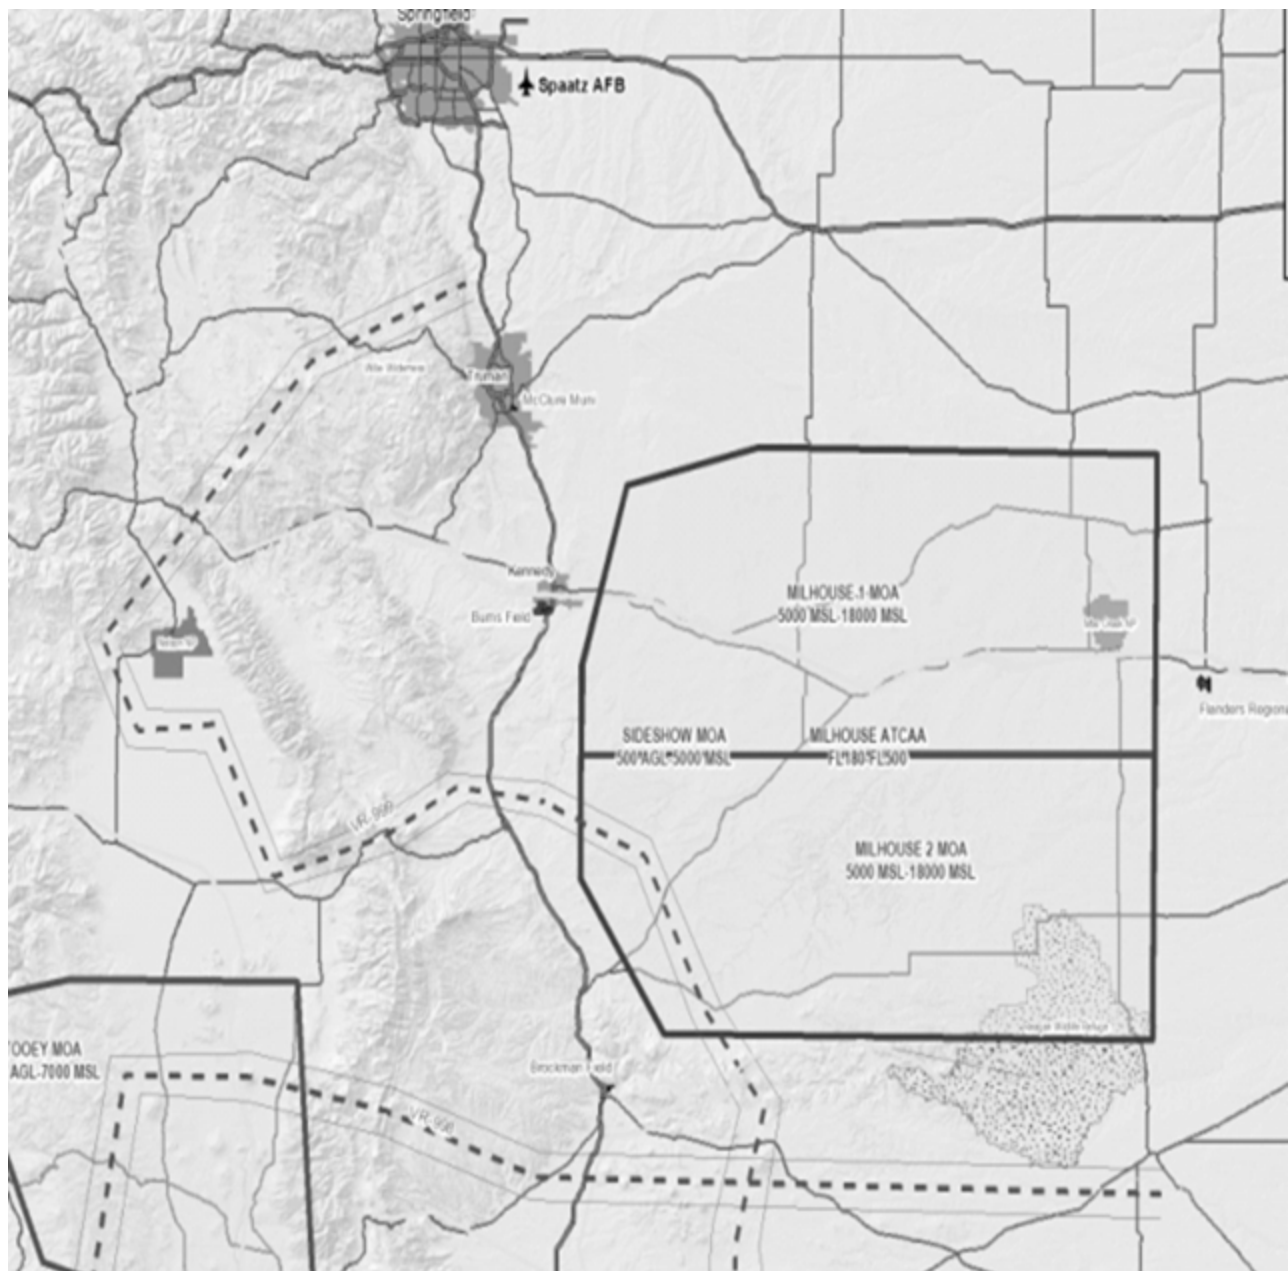 Springfield
Spaatz AFB
Truman
McClure Muni
Kennedy
Burns Field
MILHOUSE 1 MOA
5000 MSL-18000 MSL
Flanders Regiona
SIDESHOW MOA
500 AGL-5000 MSL
MILHOUSE ATCAA
FL180-FL500
VR-999
MILHOUSE 2 MOA
5000 MSL-18000 MSL
OOEY MOA
AGL-7000 MSL
Brockman Field
VR-998